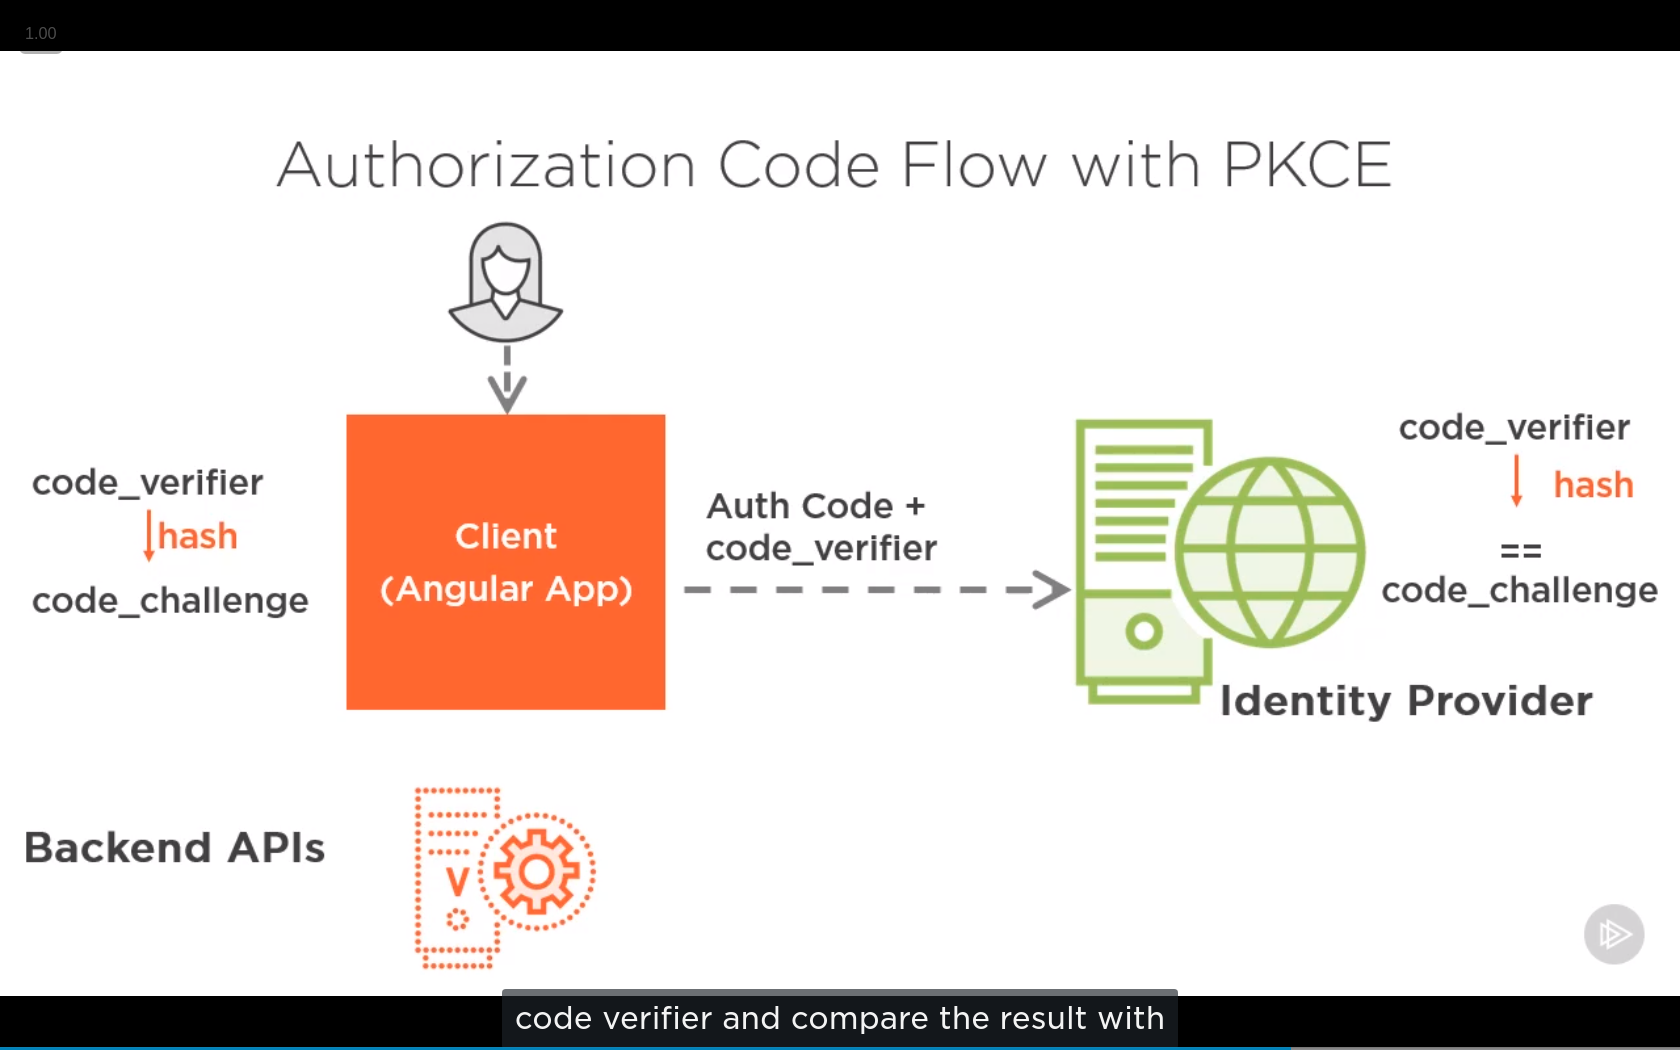 1.00
Authorization Code Flow with PKCE
code_verifier
hash
code_challenge
Client
(Angular App)
Auth Code +
code_verifier
code_verifier
hash
==
code_challenge
Identity Provider
Backend APIs
V
code verifier and compare the result with